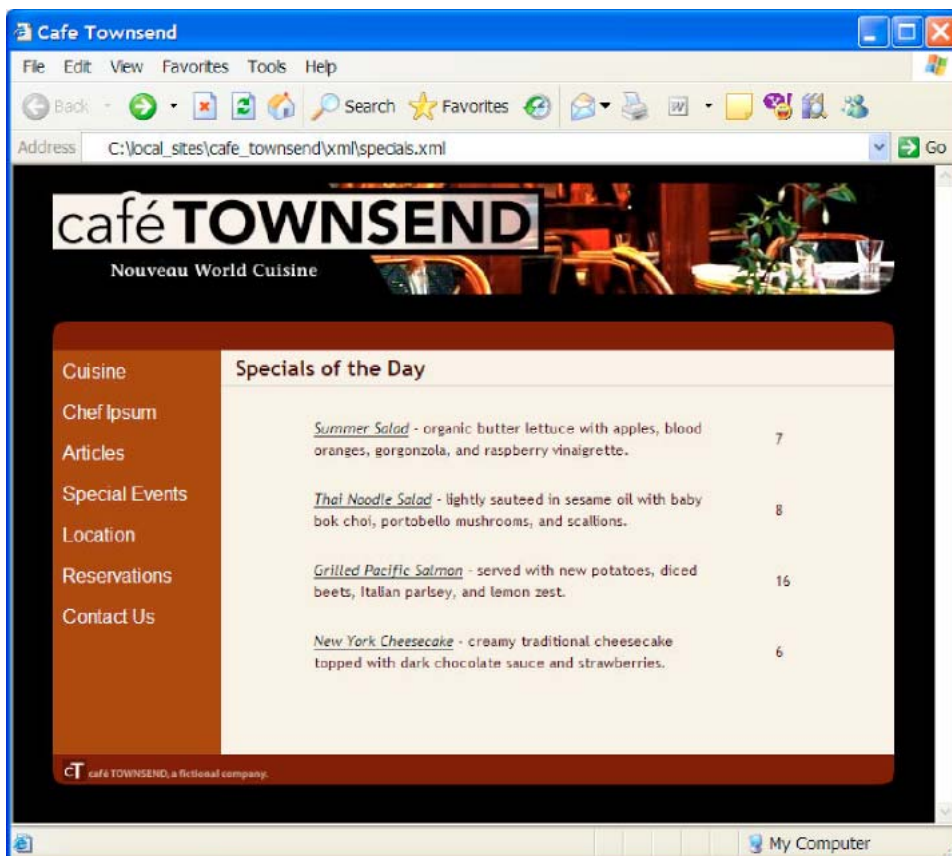 Cafe Townsend
File Edit View Favorites Tools Help
Back Search Favorites
Address C:\local_sites\cafe_townsend\xml\specials.xml Go
café TOWNSEND
Nouveau World Cuisine
Cuisine
Chef Ipsum
Articles
Special Events
Location
Reservations
Contact Us
Specials of the Day
Summer Salad - organic butter lettuce with apples, blood
oranges, gorgonzola, and raspberry vinaigrette.
7
Thai Noodle Salad - lightly sauteed in sesame oil with baby
bok choi, portobello mushrooms, and scallions.
8
Grilled Pacific Salmon - served with new potatoes, diced
beets, Italian parlsey, and lemon zest.
16
New York Cheesecake - creamy traditional cheesecake
topped with dark chocolate sauce and strawberries.
6
cT café TOWNSEND, a fictional company.
My Computer